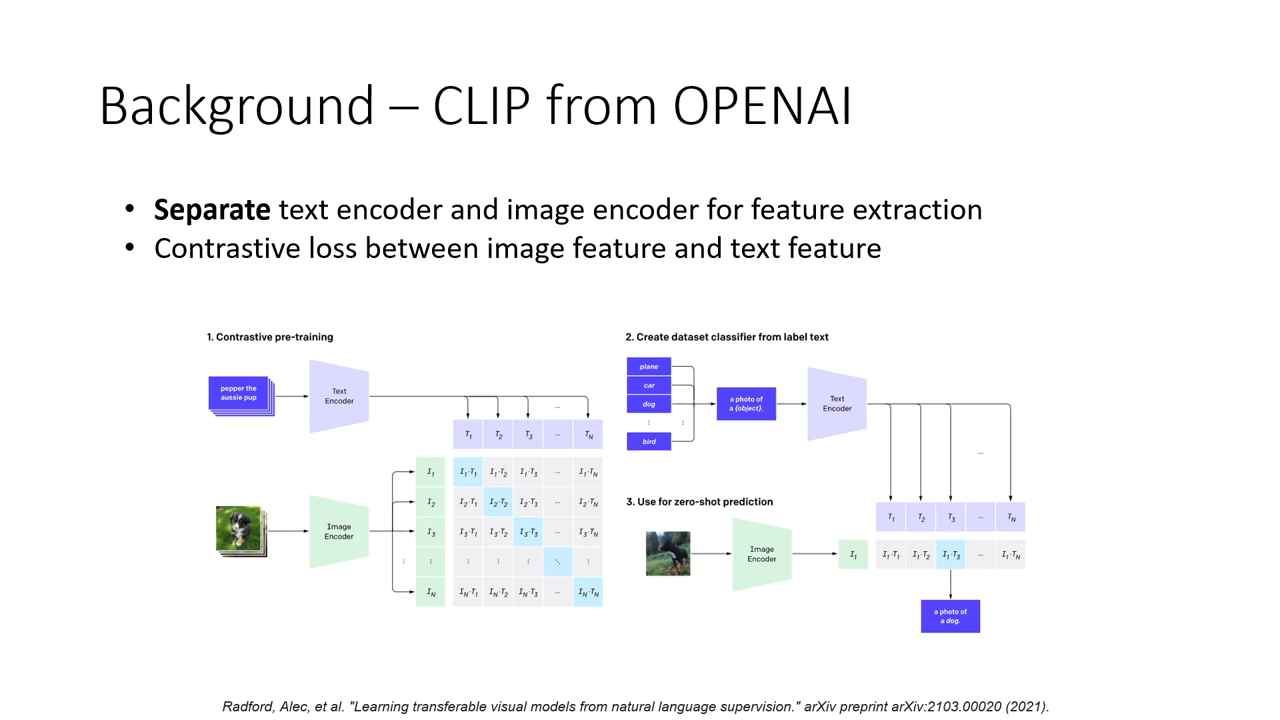 Background – CLIP from OPENAI
• Separate text encoder and image encoder for feature extraction
• Contrastive loss between image feature and text feature
1. Contrastive pre-training
pepper the
aussie pup
Text
Encoder
T1 T2 T3 ... TN
Image
Encoder
I1 I1·T1 I1·T2 I1·T3 ... I1·TN
I2 I2·T1 I2·T2 I2·T3 ... I2·TN
I3 I3·T1 I3·T2 I3·T3 ... I3·TN
⋮ ⋮ ⋮ ⋮ ⋮ ⋱ ⋮
IN IN·T1 IN·T2 IN·T3 ... IN·TN
2. Create dataset classifier from label text
plane
car
dog
⋮ ⋮
bird
a photo of
a {object}.
Text
Encoder
...
3. Use for zero-shot prediction
Image
Encoder
T1 T2 T3 ... TN
I1 I1·T1 I1·T2 I1·T3 ... I1·TN
a photo of
a dog.
Radford, Alec, et al. "Learning transferable visual models from natural language supervision." arXiv preprint arXiv:2103.00020 (2021).